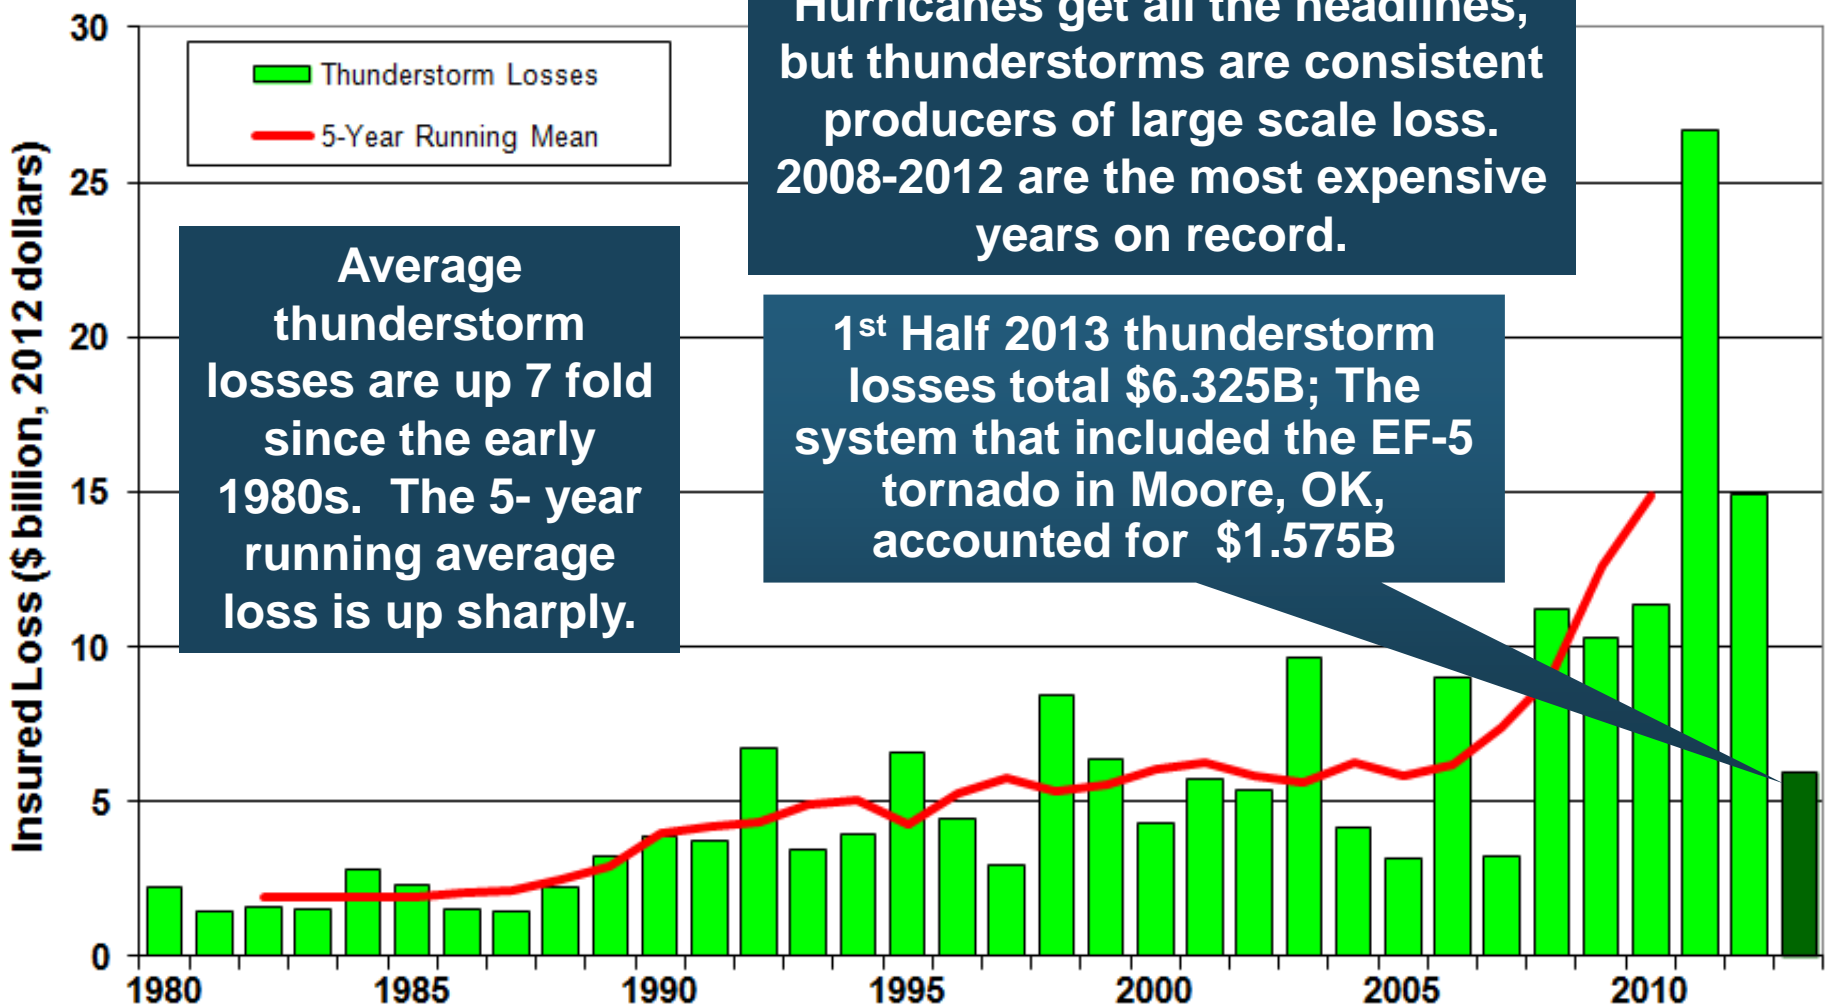 Hurricanes get all the headlines,
but thunderstorms are consistent
producers of large scale loss.
2008-2012 are the most expensive
years on record.
Thunderstorm Losses
5-Year Running Mean
Average
thunderstorm
losses are up 7 fold
since the early
1980s. The 5- year
running average
loss is up sharply.
1st Half 2013 thunderstorm
losses total $6.325B; The
system that included the EF-5
tornado in Moore, OK,
accounted for $1.575B
Insured Loss ($ billion, 2012 dollars)
30
25
20
15
10
5
0
1980 1985 1990 1995 2000 2005 2010